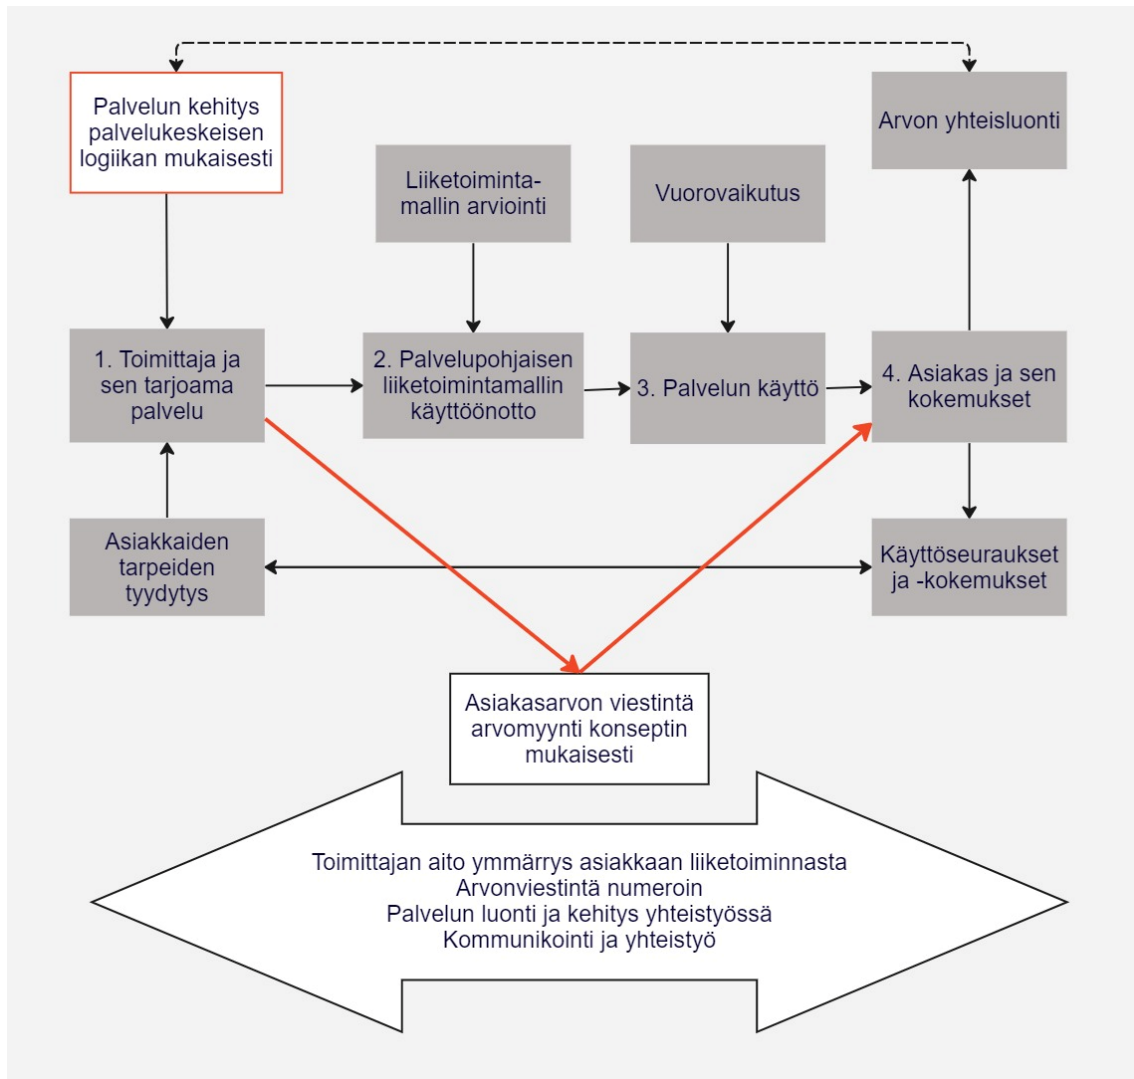 Palvelun kehitys
palvelukeskeisen
logiikan mukaisesti
Arvon yhteisluonti
Liiketoiminta-
mallin arviointi
Vuorovaikutus
1. Toimittaja ja
sen tarjoama
palvelu
2. Palvelupohjaisen
liiketoimintamallin
käyttöönotto
3. Palvelun käyttö
4. Asiakas ja sen
kokemukset
Asiakkaiden
tarpeiden
tyydytys
Käyttöseuraukset
ja -kokemukset
Asiakasarvon viestintä
arvomyynti konseptin
mukaisesti
Toimittajan aito ymmärrys asiakkaan liiketoiminnasta
Arvonviestintä numeroin
Palvelun luonti ja kehitys yhteistyössä
Kommunikointi ja yhteistyö